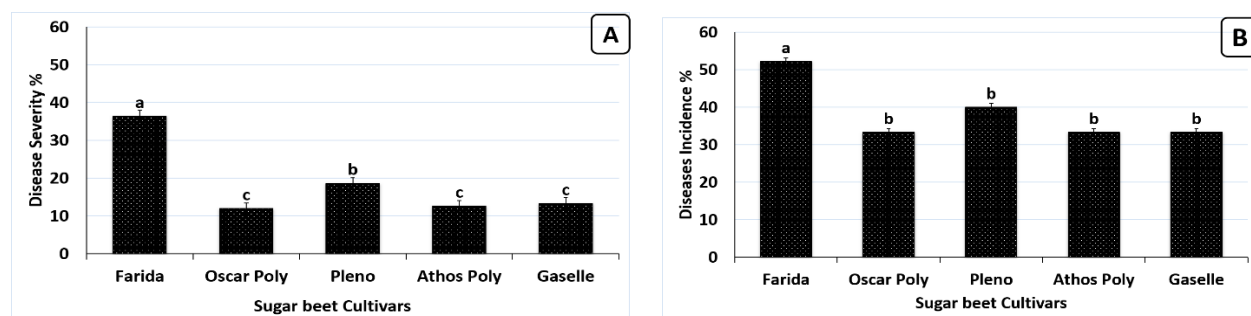 A
Disease Severity %
60
50
40
30
20
10
0
a
c
b
c
c
Farida Oscar Poly Pleno Athos Poly Gaselle
Sugar beet Cultivars
B
Diseases Incidence %
60
50
40
30
20
10
0
a
b
b
b
b
Farida Oscar Poly Pleno Athos Poly Gaselle
Sugar beet Cultivars